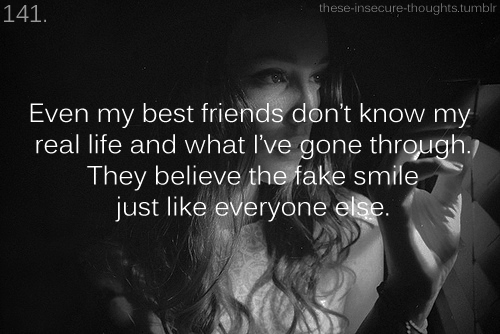 141.
these-insecure-thoughts.tumblr
Even my best friends don't know my
real life and what I've gone through.
They believe the fake smile
just like everyone else.